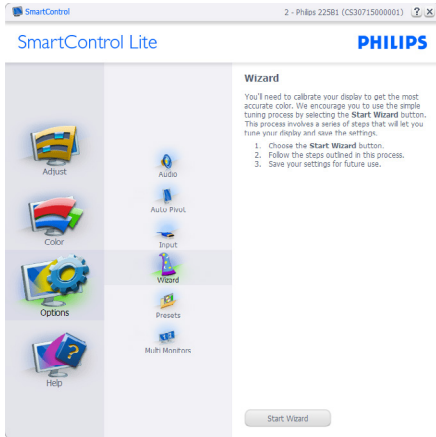 SmartControl
2 - Philips 225B1 (CS30715000001)
?
X
SmartControl Lite
PHILIPS
Adjust
Color
Options
Help
Audio
Auto Pivot
Input
Wizard
Presets
Multi Monitors
Wizard
You'll need to calibrate your display to get the most
accurate color. We encourage you to use the simple
tuning process by selecting the Start Wizard button.
This process involves a series of steps that will let you
tune your display and save the settings.
1. Choose the Start Wizard button.
2. Follow the steps outlined in this process.
3. Save your settings for future use.
Start Wizard